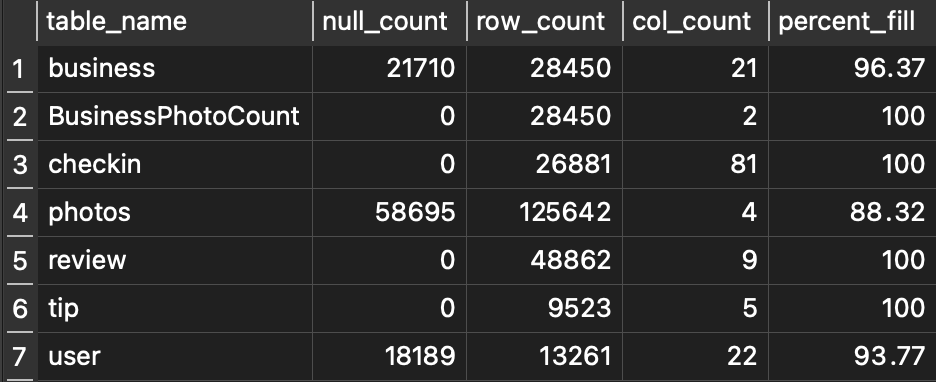 table_name null_count row_count col_count percent_fill
1 business 21710 28450 21 96.37
2 BusinessPhotoCount 0 28450 2 100
3 checkin 0 26881 81 100
4 photos 58695 125642 4 88.32
5 review 0 48862 9 100
6 tip 0 9523 5 100
7 user 18189 13261 22 93.77